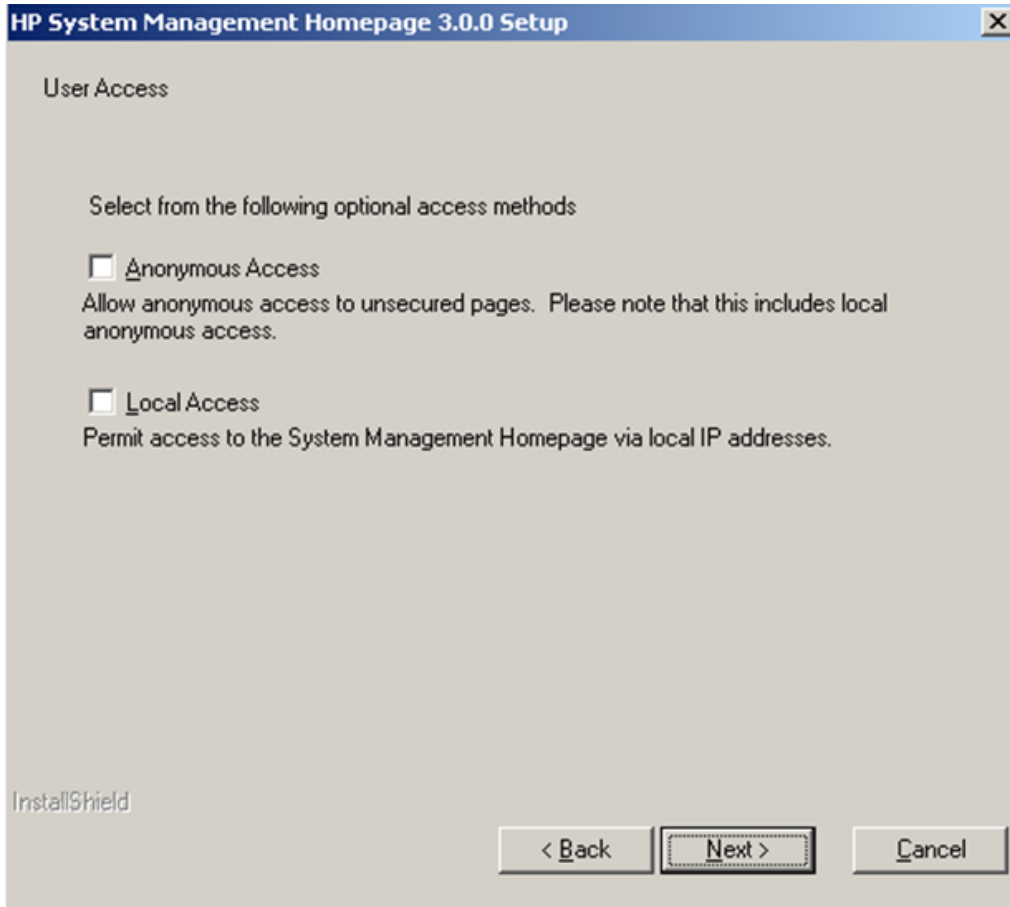 HP System Management Homepage 3.0.0 Setup
User Access
Select from the following optional access methods
Anonymous Access
Allow anonymous access to unsecured pages.  Please note that this includes local
anonymous access.
Local Access
Permit access to the System Management Homepage via local IP addresses.
InstallShield
< Back
Next >
Cancel